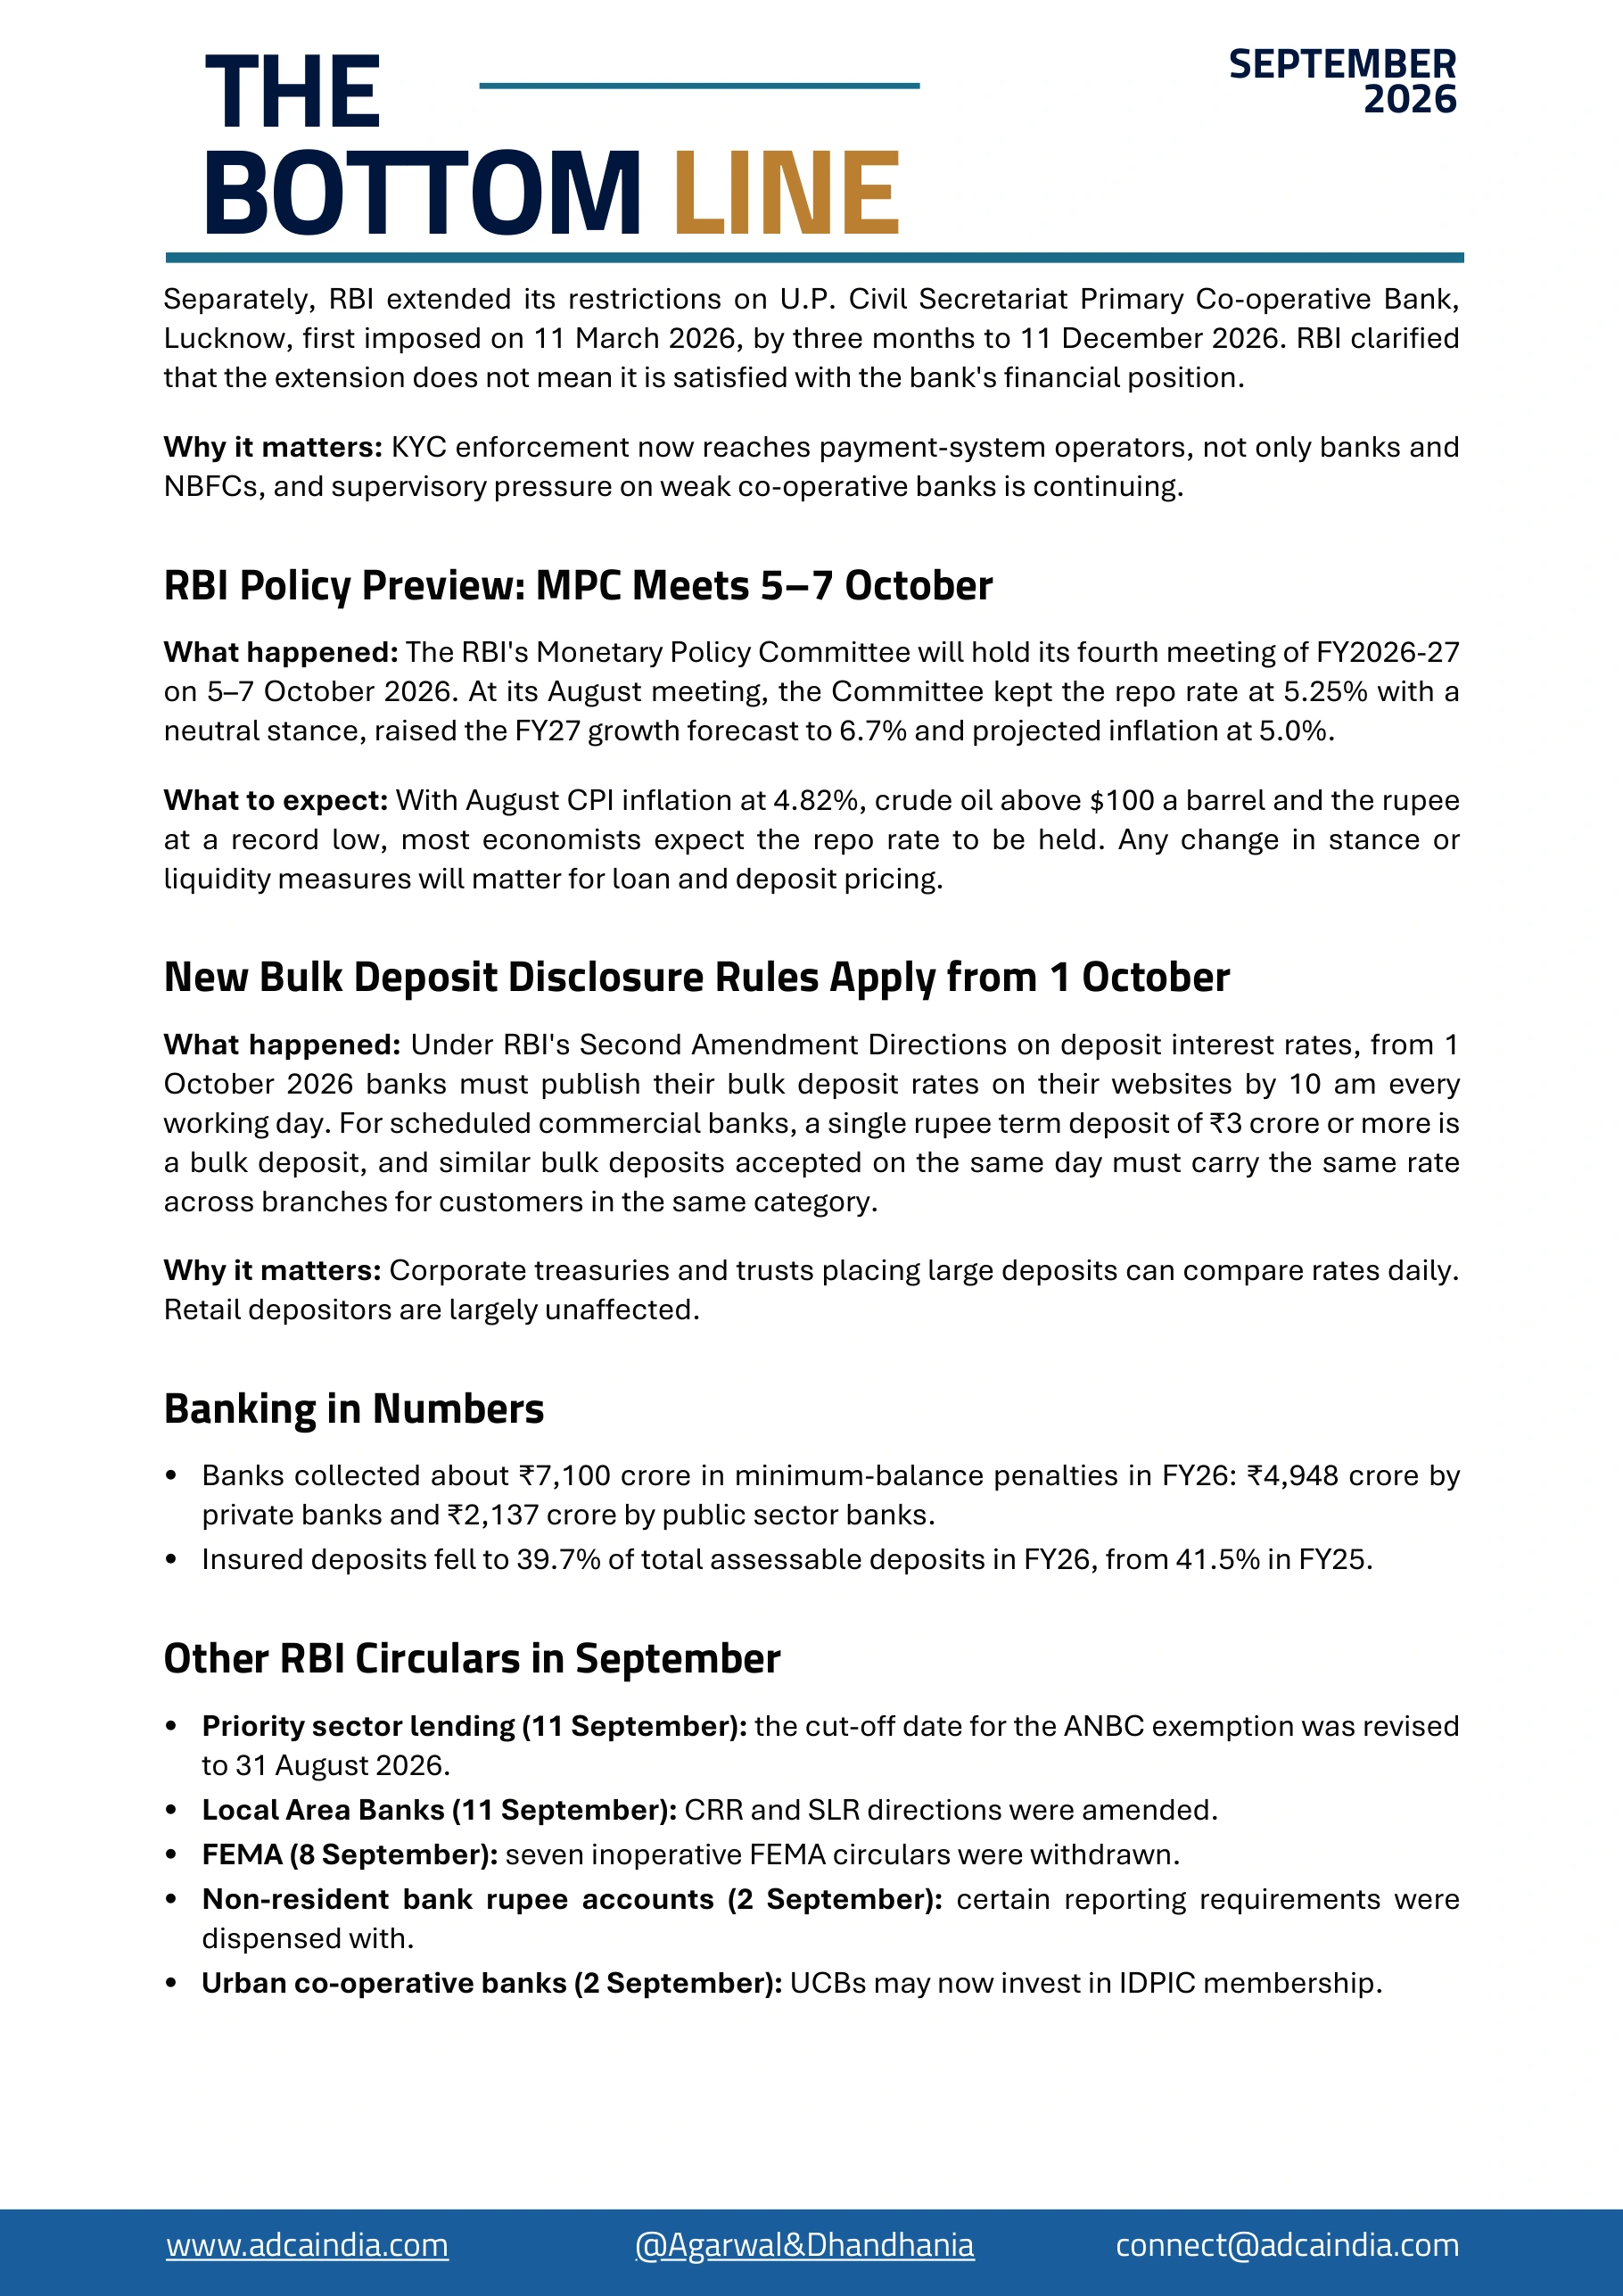 THE
BOTTOM LINE
SEPTEMBER
2026
Separately, RBI extended its restrictions on U.P. Civil Secretariat Primary Co-operative Bank,
Lucknow, first imposed on 11 March 2026, by three months to 11 December 2026. RBI clarified
that the extension does not mean it is satisfied with the bank's financial position.
Why it matters: KYC enforcement now reaches payment-system operators, not only banks and
NBFCs, and supervisory pressure on weak co-operative banks is continuing.
RBI Policy Preview: MPC Meets 5–7 October
What happened: The RBI's Monetary Policy Committee will hold its fourth meeting of FY2026-27
on 5–7 October 2026. At its August meeting, the Committee kept the repo rate at 5.25% with a
neutral stance, raised the FY27 growth forecast to 6.7% and projected inflation at 5.0%.
What to expect: With August CPI inflation at 4.82%, crude oil above $100 a barrel and the rupee
at a record low, most economists expect the repo rate to be held. Any change in stance or
liquidity measures will matter for loan and deposit pricing.
New Bulk Deposit Disclosure Rules Apply from 1 October
What happened: Under RBI's Second Amendment Directions on deposit interest rates, from 1
October 2026 banks must publish their bulk deposit rates on their websites by 10 am every
working day. For scheduled commercial banks, a single rupee term deposit of ₹3 crore or more is
a bulk deposit, and similar bulk deposits accepted on the same day must carry the same rate
across branches for customers in the same category.
Why it matters: Corporate treasuries and trusts placing large deposits can compare rates daily.
Retail depositors are largely unaffected.
Banking in Numbers
• Banks collected about ₹7,100 crore in minimum-balance penalties in FY26: ₹4,948 crore by
private banks and ₹2,137 crore by public sector banks.
• Insured deposits fell to 39.7% of total assessable deposits in FY26, from 41.5% in FY25.
Other RBI Circulars in September
• Priority sector lending (11 September): the cut-off date for the ANBC exemption was revised
to 31 August 2026.
• Local Area Banks (11 September): CRR and SLR directions were amended.
• FEMA (8 September): seven inoperative FEMA circulars were withdrawn.
• Non-resident bank rupee accounts (2 September): certain reporting requirements were
dispensed with.
• Urban co-operative banks (2 September): UCBs may now invest in IDPIC membership.
www.adcaindia.com
@Agarwal&Dhandhania
connect@adcaindia.com